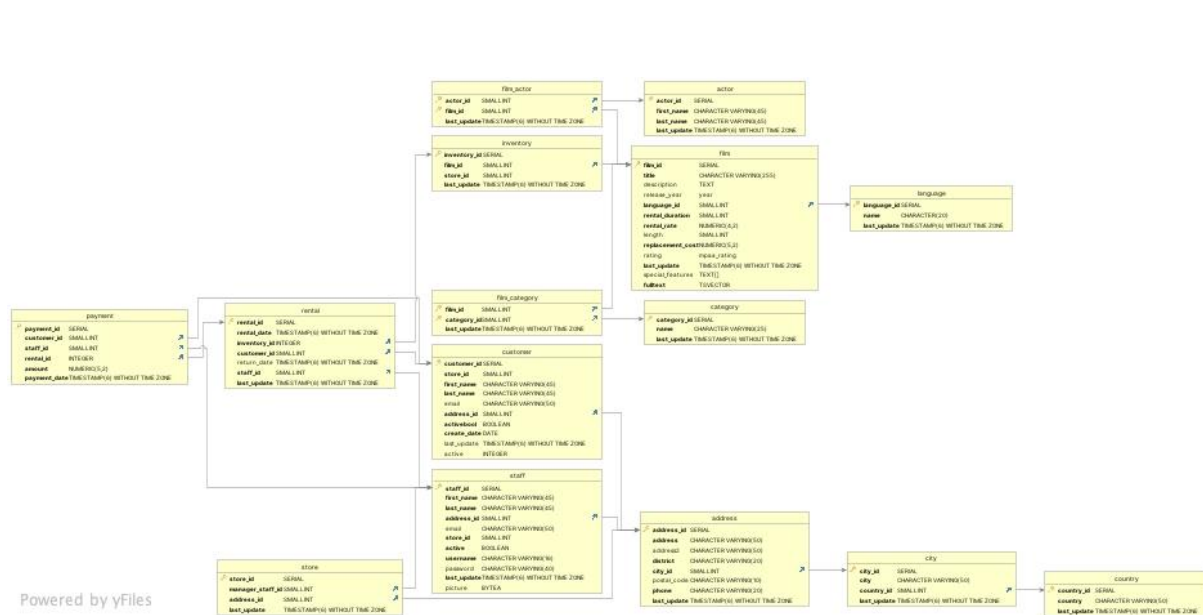 film_actor
actor_id SMALLINT
film_id SMALLINT
last_update TIMESTAMP(6) WITHOUT TIME ZONE
actor
actor_id SERIAL
first_name CHARACTER VARYING(45)
last_name CHARACTER VARYING(45)
last_update TIMESTAMP(6) WITHOUT TIME ZONE
inventory
inventory_id SERIAL
film_id SMALLINT
store_id SMALLINT
last_update TIMESTAMP(6) WITHOUT TIME ZONE
film
film_id SERIAL
title CHARACTER VARYING(255)
description TEXT
release_year year
language_id SMALLINT
rental_duration SMALLINT
rental_rate NUMERIC(4,2)
length SMALLINT
replacement_cost NUMERIC(5,2)
rating mpaa_rating
last_update TIMESTAMP(6) WITHOUT TIME ZONE
special_features TEXT[]
fulltext TSVECTOR
language
language_id SERIAL
name CHARACTER(20)
last_update TIMESTAMP(6) WITHOUT TIME ZONE
film_category
film_id SMALLINT
category_id SMALLINT
last_update TIMESTAMP(6) WITHOUT TIME ZONE
category
category_id SERIAL
name CHARACTER VARYING(25)
last_update TIMESTAMP(6) WITHOUT TIME ZONE
payment
payment_id SERIAL
customer_id SMALLINT
staff_id SMALLINT
rental_id INTEGER
amount NUMERIC(5,2)
payment_date TIMESTAMP(6) WITHOUT TIME ZONE
rental
rental_id SERIAL
rental_date TIMESTAMP(6) WITHOUT TIME ZONE
inventory_id INTEGER
customer_id SMALLINT
return_date TIMESTAMP(6) WITHOUT TIME ZONE
staff_id SMALLINT
last_update TIMESTAMP(6) WITHOUT TIME ZONE
customer
customer_id SERIAL
store_id SMALLINT
first_name CHARACTER VARYING(45)
last_name CHARACTER VARYING(45)
email CHARACTER VARYING(50)
address_id SMALLINT
activebool BOOLEAN
create_date DATE
last_update TIMESTAMP(6) WITHOUT TIME ZONE
active INTEGER
staff
staff_id SERIAL
first_name CHARACTER VARYING(45)
last_name CHARACTER VARYING(45)
address_id SMALLINT
email CHARACTER VARYING(50)
store_id SMALLINT
active BOOLEAN
username CHARACTER VARYING(16)
password CHARACTER VARYING(40)
last_update TIMESTAMP(6) WITHOUT TIME ZONE
picture BYTEA
store
store_id SERIAL
manager_staff_id SMALLINT
address_id SMALLINT
last_update TIMESTAMP(6) WITHOUT TIME ZONE
address
address_id SERIAL
address CHARACTER VARYING(50)
address2 CHARACTER VARYING(50)
district CHARACTER VARYING(20)
city_id SMALLINT
postal_code CHARACTER VARYING(10)
phone CHARACTER VARYING(20)
last_update TIMESTAMP(6) WITHOUT TIME ZONE
city
city_id SERIAL
city CHARACTER VARYING(50)
country_id SMALLINT
last_update TIMESTAMP(6) WITHOUT TIME ZONE
country
country_id SERIAL
country CHARACTER VARYING(50)
last_update TIMESTAMP(6) WITHOUT TIME ZONE
Powered by yFiles